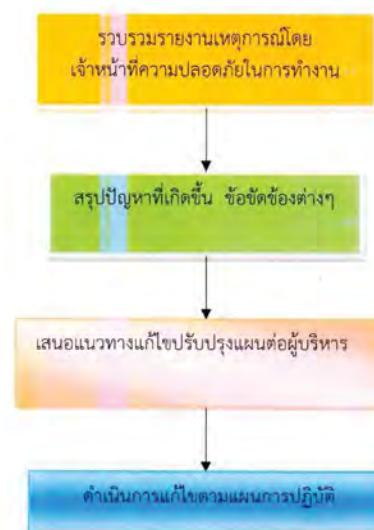 รวบรวมรายงานเหตุการณ์โดย
เจ้าหน้าที่ความปลอดภัยในการทำงาน
สรุปปัญหาที่เกิดขึ้น ข้อขัดข้องต่างๆ
เสนอแนวทางแก้ไขปรับปรุงแผนต่อผู้บริหาร
ดำเนินการแก้ไขตามแผนการปฏิบัติ